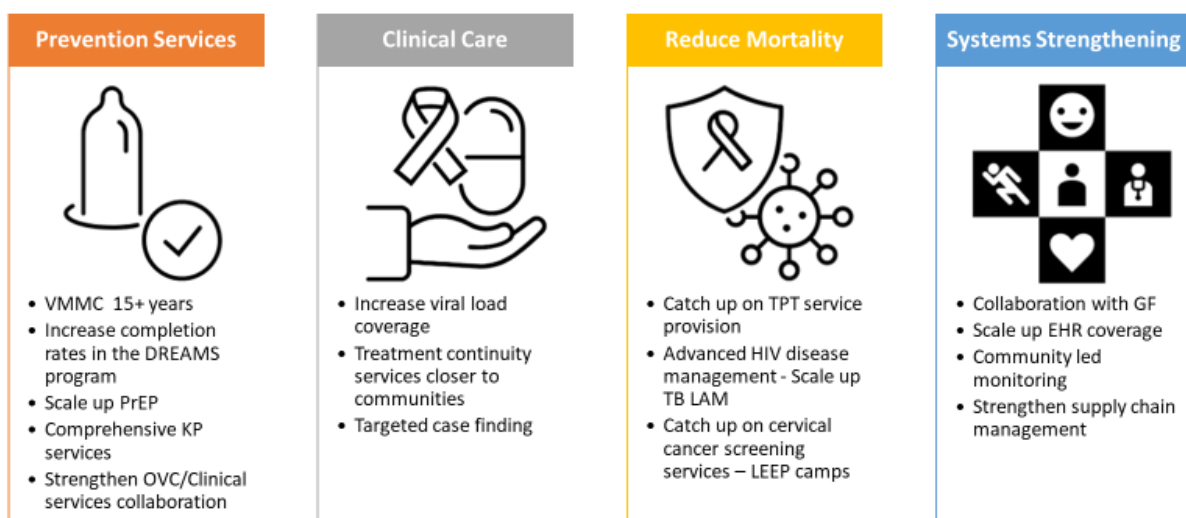 Prevention Services
• VMMC 15+ years
• Increase completion
rates in the DREAMS
program
• Scale up PrEP
• Comprehensive KP
services
• Strengthen OVC/Clinical
services collaboration
Clinical Care
• Increase viral load
coverage
• Treatment continuity
services closer to
communities
• Targeted case finding
Reduce Mortality
• Catch up on TPT service
provision
• Advanced HIV disease
management - Scale up
TB LAM
• Catch up on cervical
cancer screening
services – LEEP camps
Systems Strengthening
• Collaboration with GF
• Scale up EHR coverage
• Community led
monitoring
• Strengthen supply chain
management